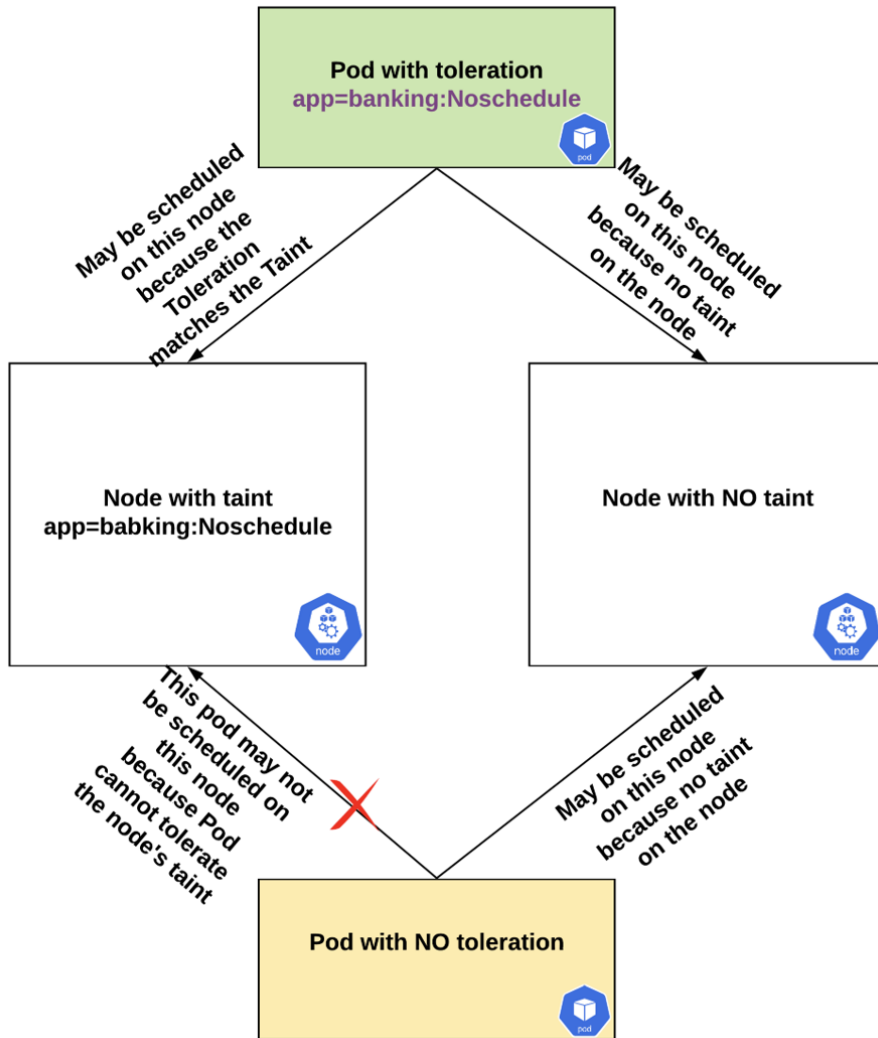 Pod with toleration
app=banking:Noschedule
pod
May be scheduled
on this node
because the
Toleration
matches the Taint
May be scheduled
on this node
because no taint
on the node
Node with taint
app=babking:Noschedule
node
Node with NO taint
node
This pod may not
be scheduled on
this node
because Pod
cannot tolerate
the node's taint
May be scheduled
on this node
because no taint
on the node
Pod with NO toleration
pod